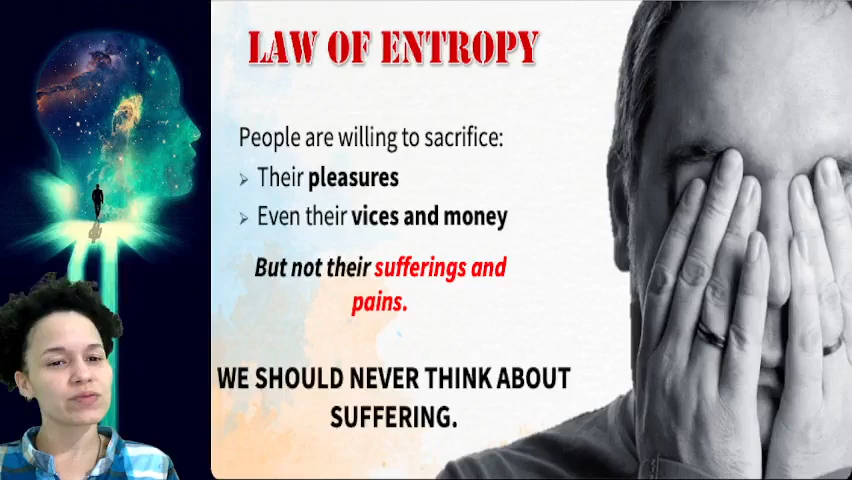 LAW OF ENTROPY
People are willing to sacrifice:
Their pleasures
Even their vices and money
But not their sufferings and
pains.
WE SHOULD NEVER THINK ABOUT
SUFFERING.